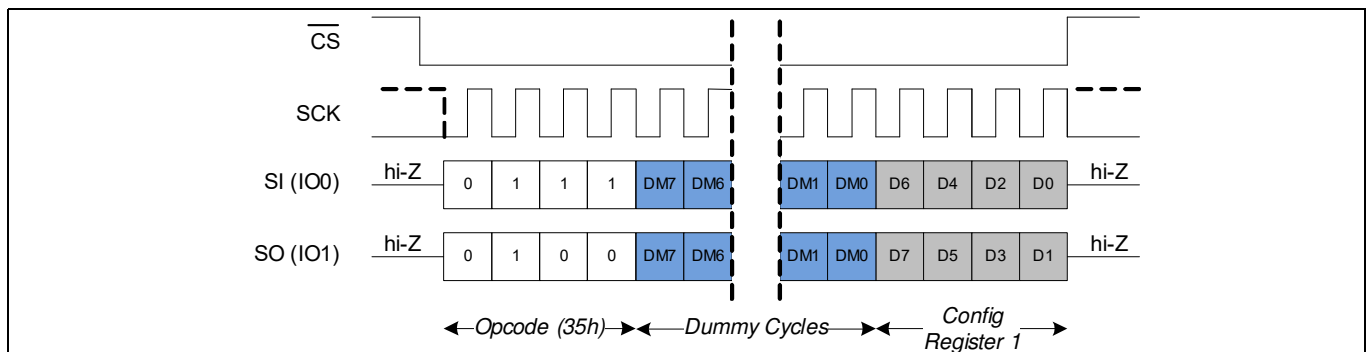 CS
SCK
SI (IO0) hi-Z 0 1 1 1 DM7 DM6 DM1 DM0 D6 D4 D2 D0 hi-Z
SO (IO1) hi-Z 0 1 0 0 DM7 DM6 DM1 DM0 D7 D5 D3 D1 hi-Z
Opcode (35h) Dummy Cycles Config
Register 1